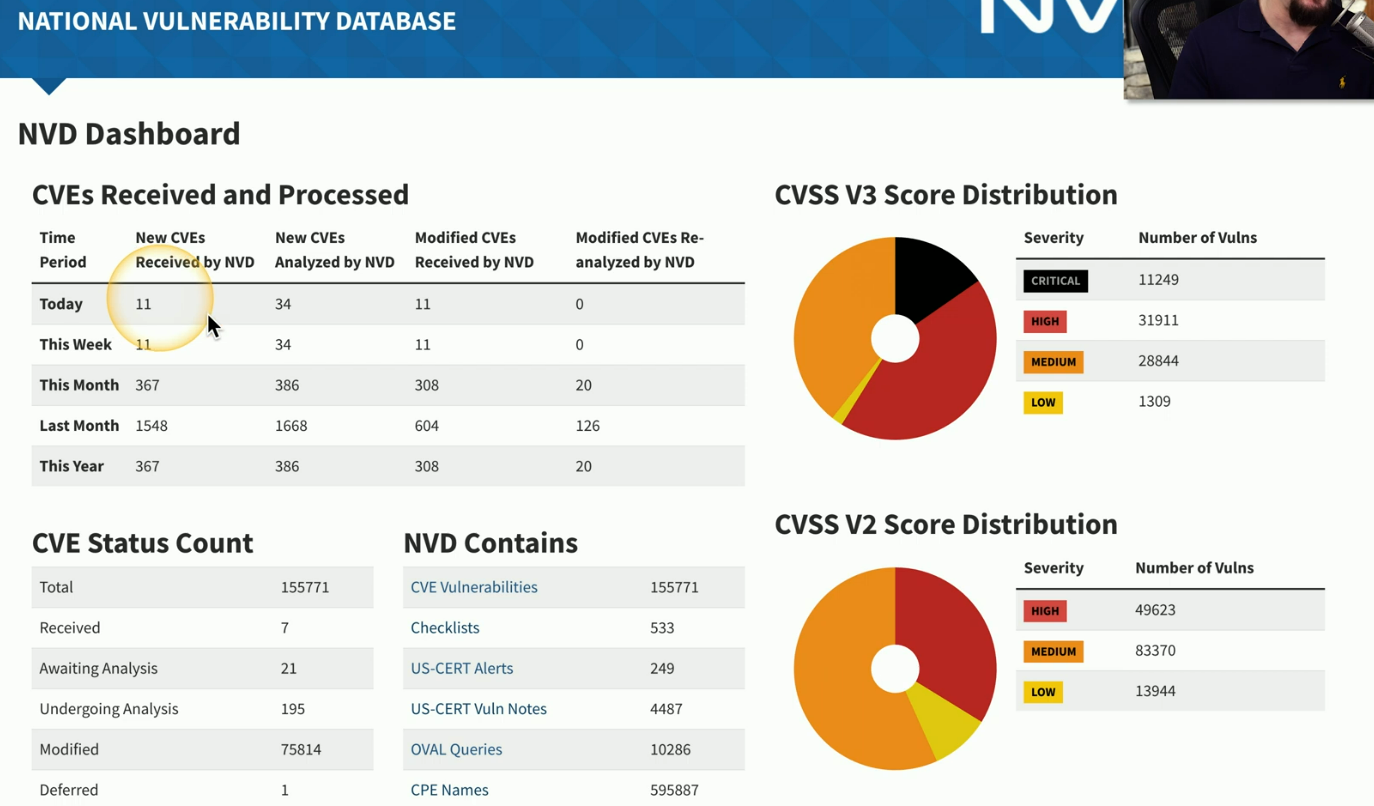 NATIONAL VULNERABILITY DATABASE
NV
NVD Dashboard
CVEs Received and Processed
Time Period New CVEs Received by NVD New CVEs Analyzed by NVD Modified CVEs Received by NVD Modified CVEs Re-analyzed by NVD
Today 11 34 11 0
This Week 11 34 11 0
This Month 367 386 308 20
Last Month 1548 1668 604 126
This Year 367 386 308 20
CVSS V3 Score Distribution
Severity Number of Vulns
CRITICAL 11249
HIGH 31911
MEDIUM 28844
LOW 1309
CVE Status Count
Total 155771
Received 7
Awaiting Analysis 21
Undergoing Analysis 195
Modified 75814
Deferred 1
NVD Contains
CVE Vulnerabilities 155771
Checklists 533
US-CERT Alerts 249
US-CERT Vuln Notes 4487
OVAL Queries 10286
CPE Names 595887
CVSS V2 Score Distribution
Severity Number of Vulns
HIGH 49623
MEDIUM 83370
LOW 13944